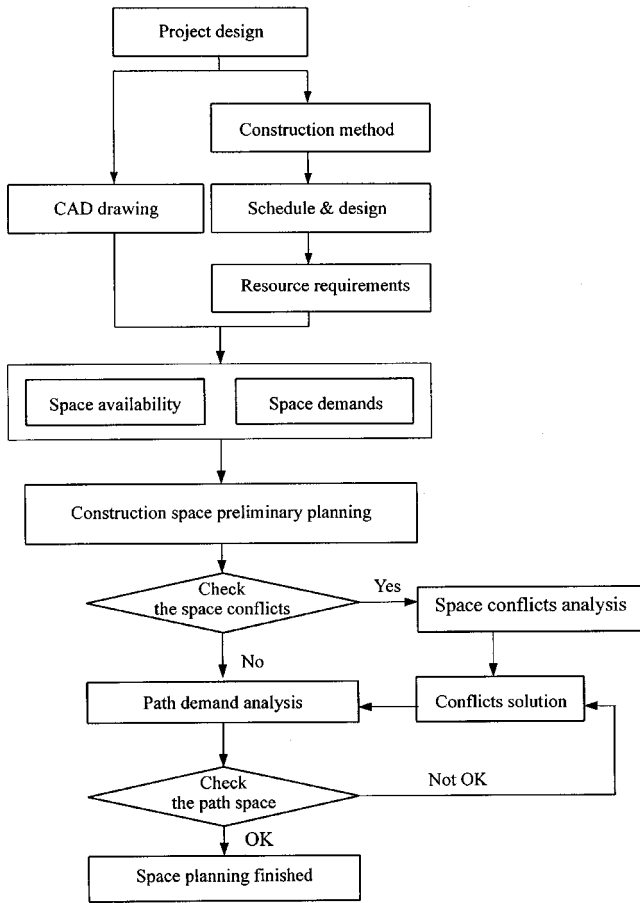 Project design
Construction method
CAD drawing
Schedule & design
Resource requirements
Space availability
Space demands
Construction space preliminary planning
Check
the space conflicts
Yes
Space conflicts analysis
No
Path demand analysis
Conflicts solution
Check
the path space
Not OK
OK
Space planning finished